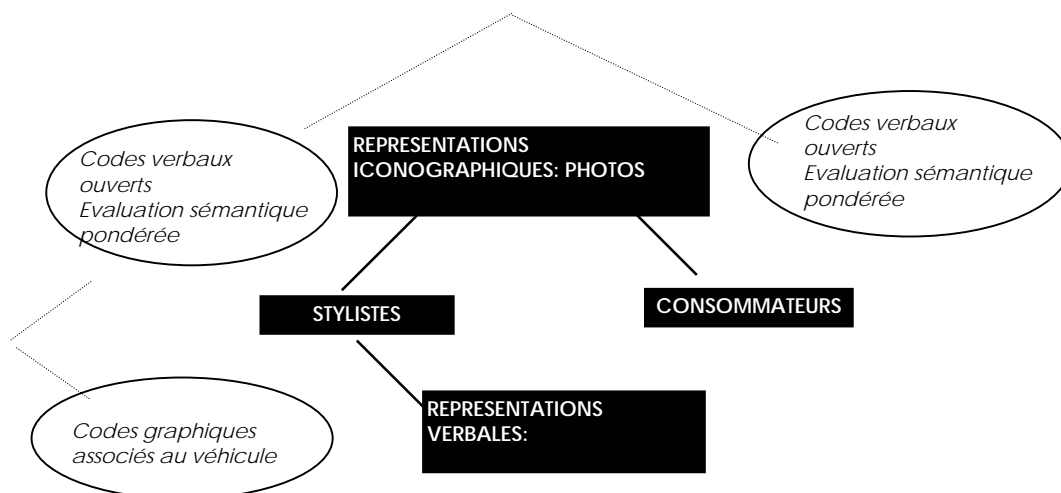 REPRESENTATIONS
ICONOGRAPHIQUES: PHOTOS
Codes verbaux
ouverts
Evaluation sémantique
pondérée
Codes verbaux
ouverts
Evaluation sémantique
pondérée
STYLISTES
CONSOMMATEURS
REPRESENTATIONS
VERBALES:
Codes graphiques
associés au véhicule